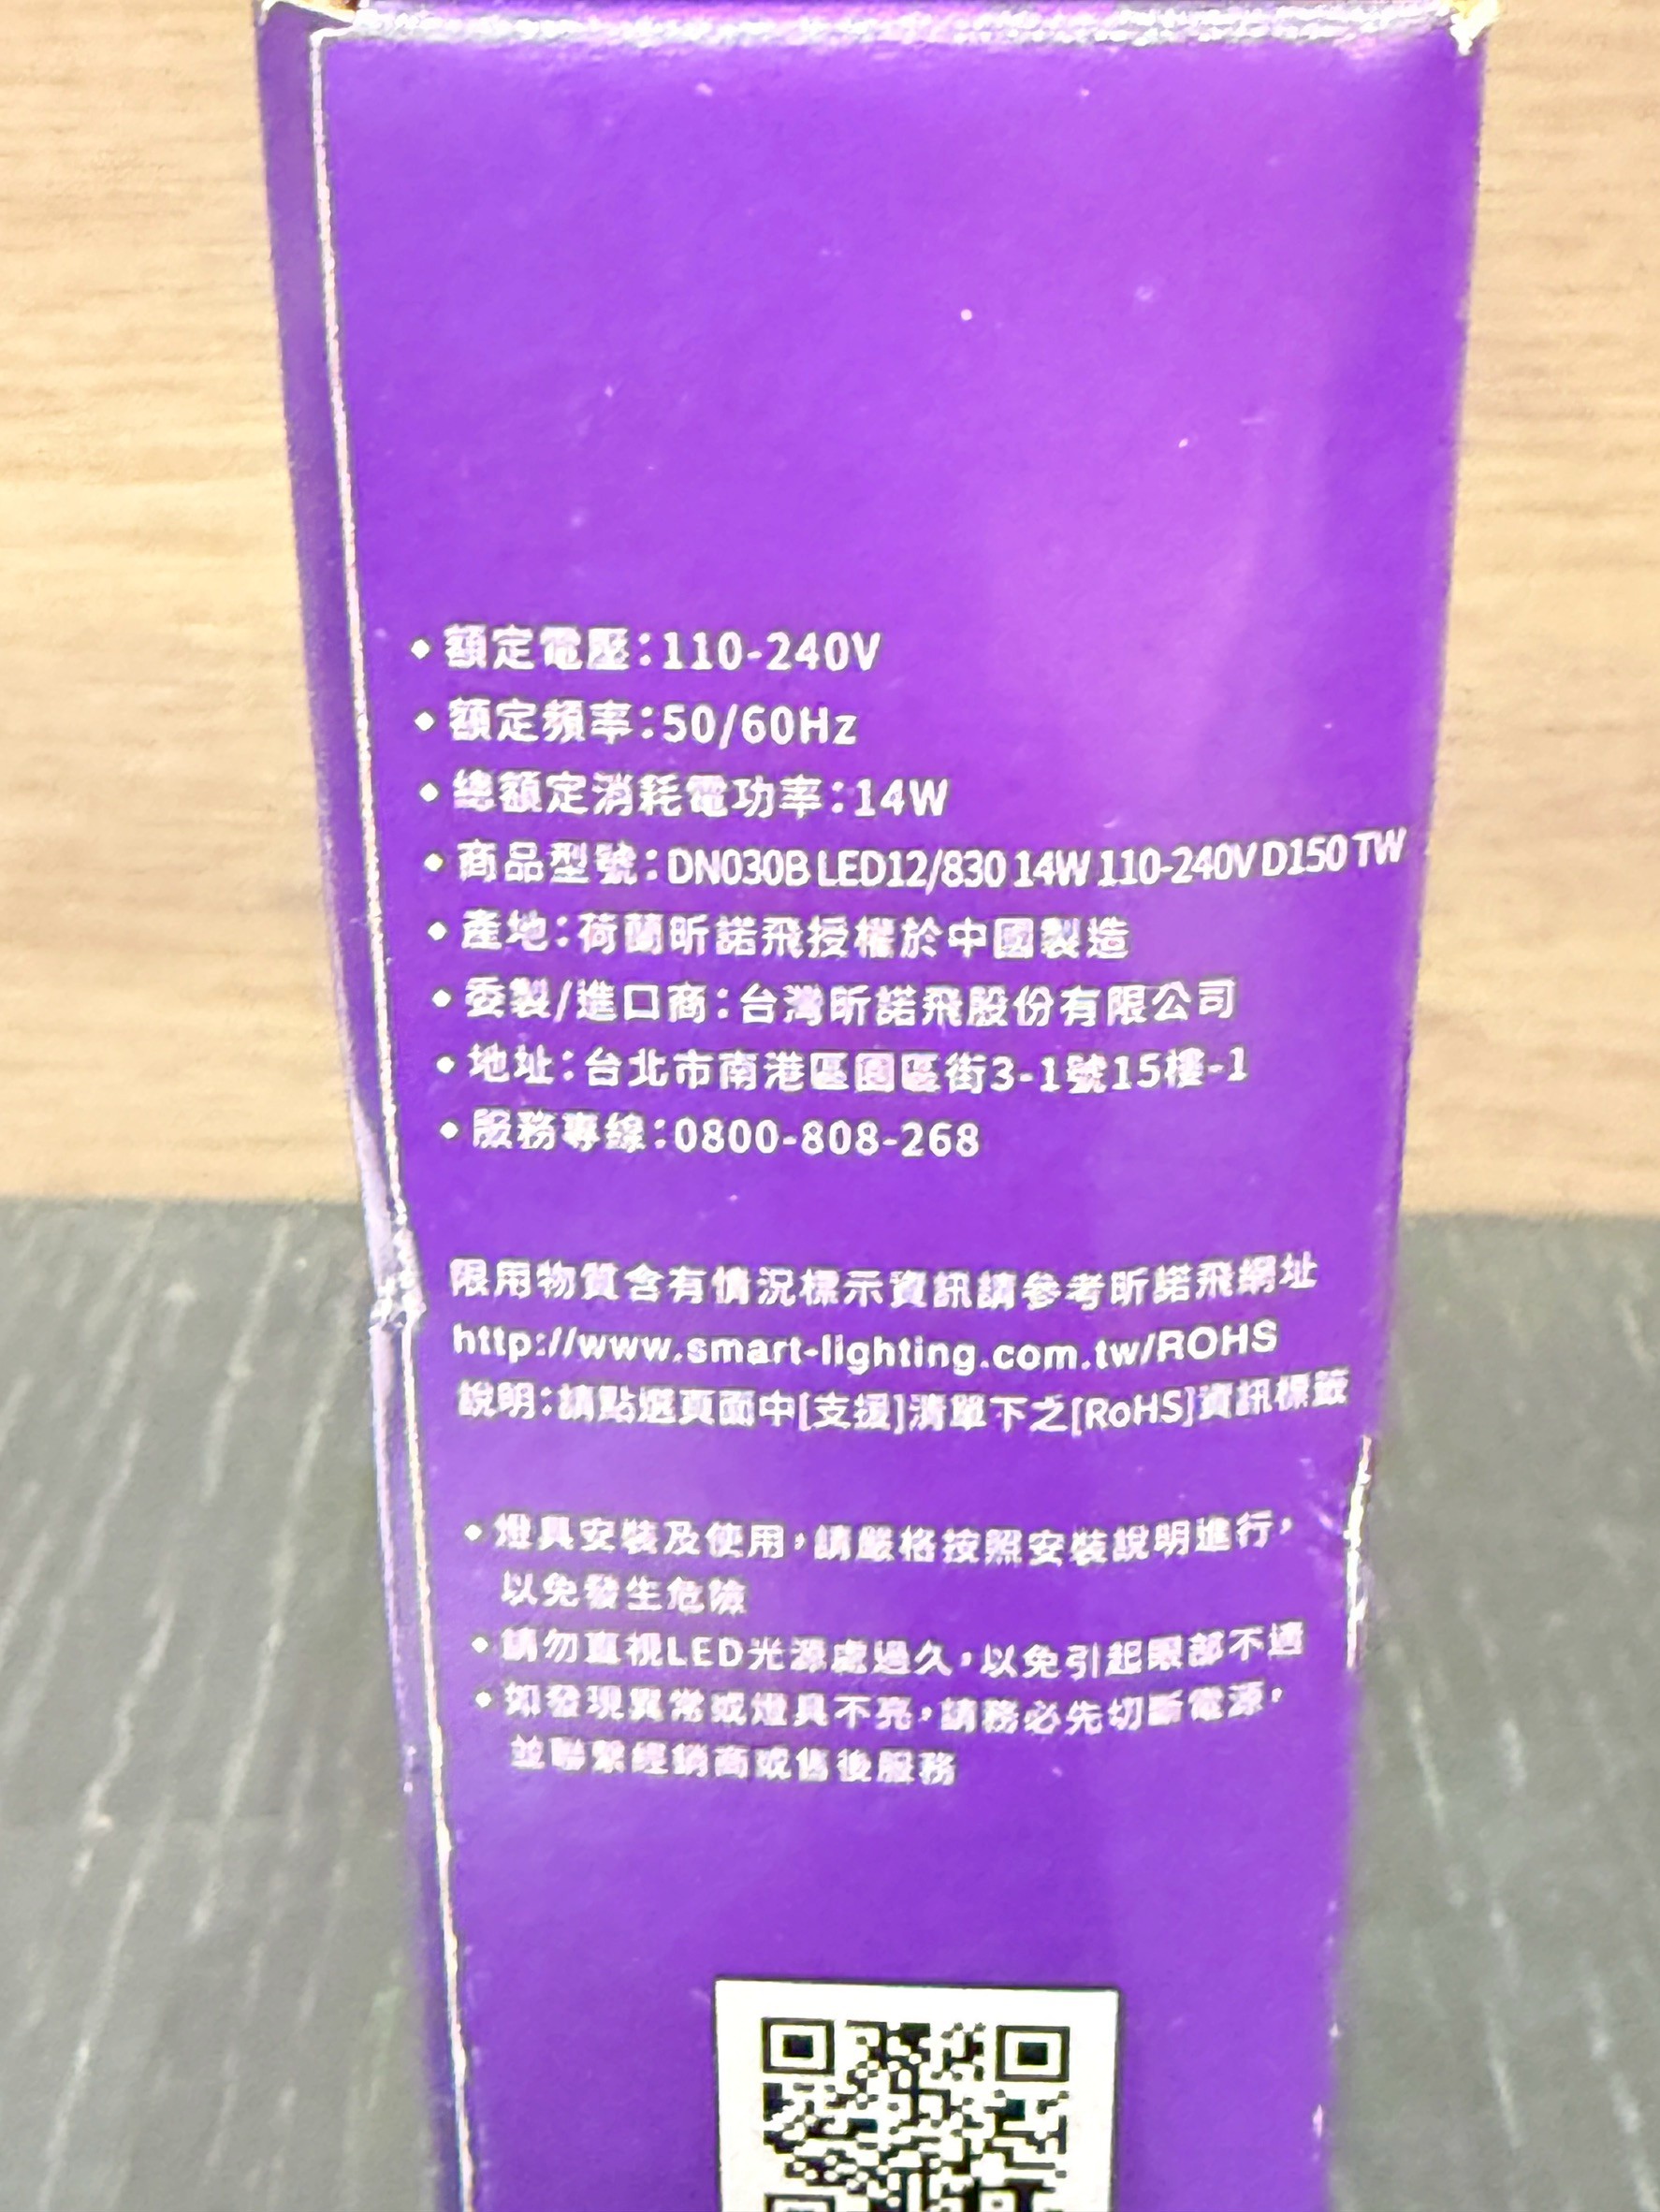 • 額定電壓：110-240V
• 額定頻率：50/60Hz
• 總額定消耗電功率：14W
• 商品型號：DN030B LED12/830 14W 110-240V D150 TW
• 產地：荷蘭昕諾飛授權於中國製造
• 委製/進口商：台灣昕諾飛股份有限公司
• 地址：台北市南港區園區街3-1號15樓-1
• 服務專線：0800-808-268
限用物質含有情況標示資訊請參考昕諾飛網址
http://www.smart-lighting.com.tw/ROHS
說明：請點選頁面中[支援]清單下之[RoHS]資訊標籤
• 燈具安裝及使用，請嚴格按照安裝說明進行，
以免發生危險
• 請勿直視LED光源處過久，以免引起眼部不適
• 如發現異常或燈具不亮，請務必先切斷電源，
並聯繫經銷商或售後服務